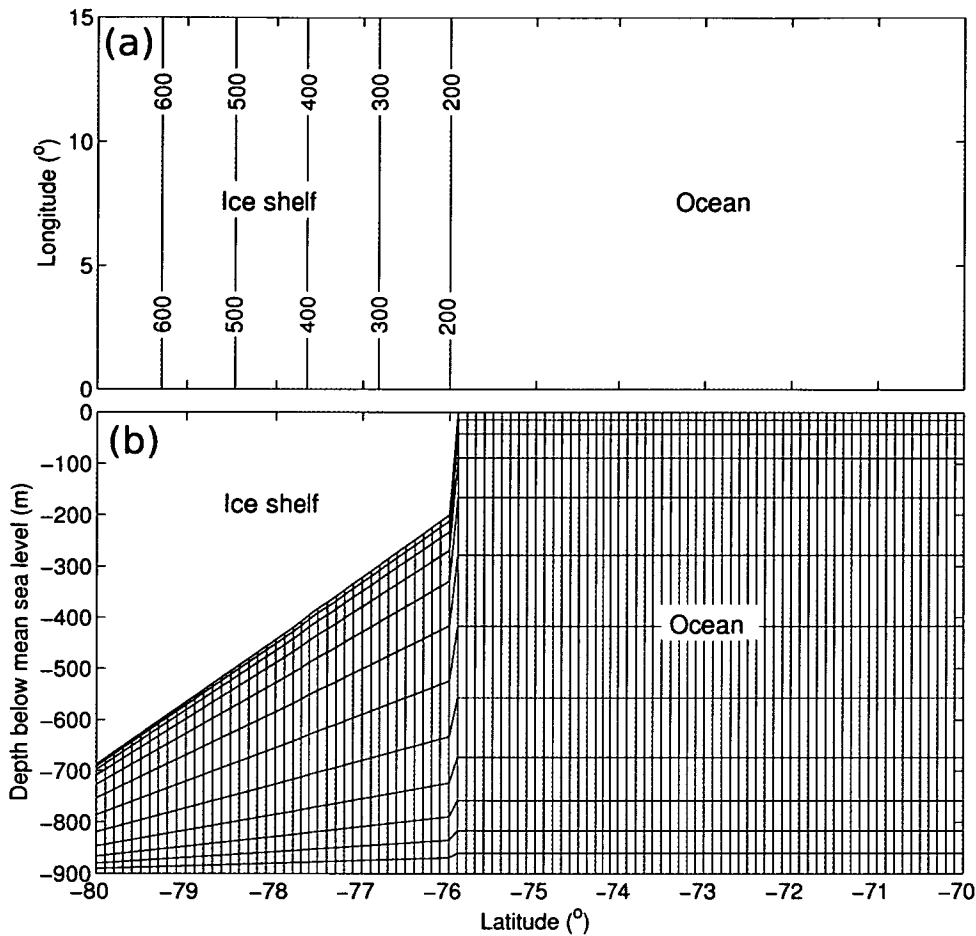 (a)
15
10
5
0
Longitude (°)
600 500 400 300 200
Ice shelf
Ocean
600 500 400 300 200
(b)
0
−100
−200
−300
−400
−500
−600
−700
−800
−900
Depth below mean sea level (m)
Ice shelf
Ocean
−80 −79 −78 −77 −76 −75 −74 −73 −72 −71 −70
Latitude (°)